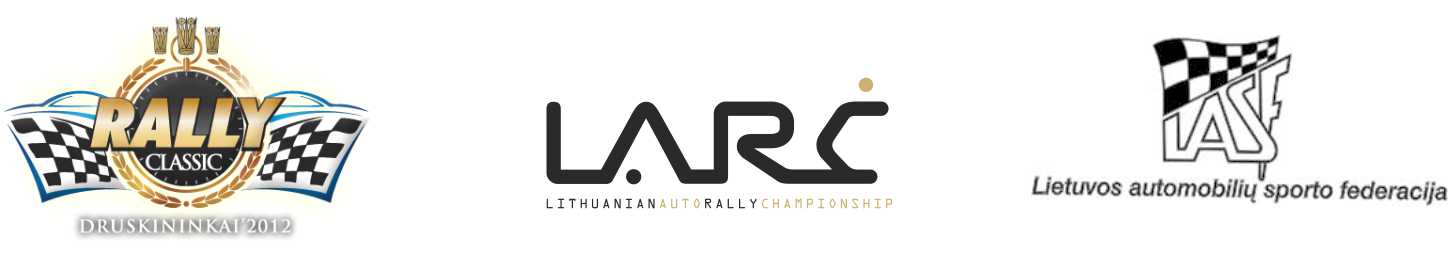 RALLY
CLASSIC
DRUSKININKAI'2012
LARC
LITHUANIANAUTORALLYCHAMPIONSHIP
LASF
Lietuvos automobilių sporto federacija